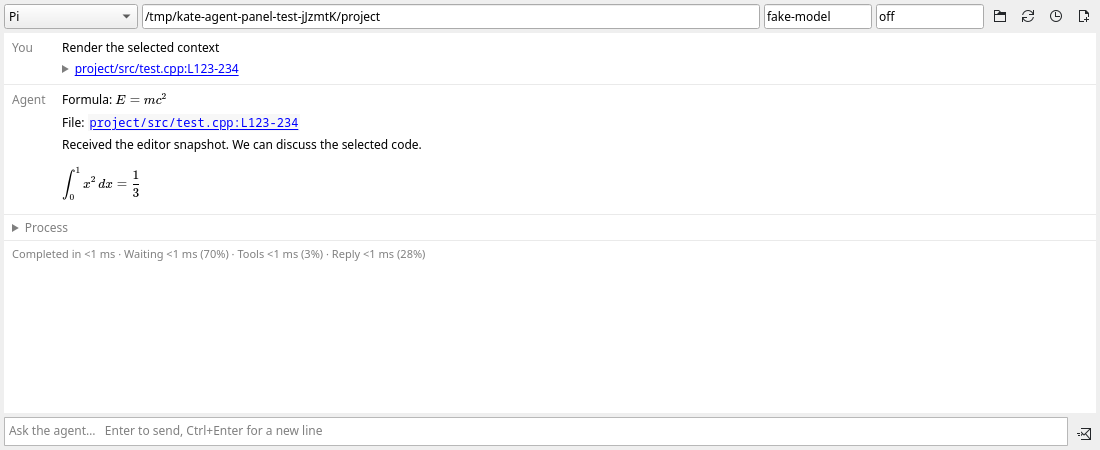 Pi /tmp/kate-agent-panel-test-jJzmtK/project fake-model off
You Render the selected context
project/src/test.cpp:L123-234
Agent Formula: E = mc²
File: project/src/test.cpp:L123-234
Received the editor snapshot. We can discuss the selected code.
∫₀¹ x² dx = 1/3
Process
Completed in <1 ms · Waiting <1 ms (70%) · Tools <1 ms (3%) · Reply <1 ms (28%)
Ask the agent... Enter to send, Ctrl+Enter for a new line